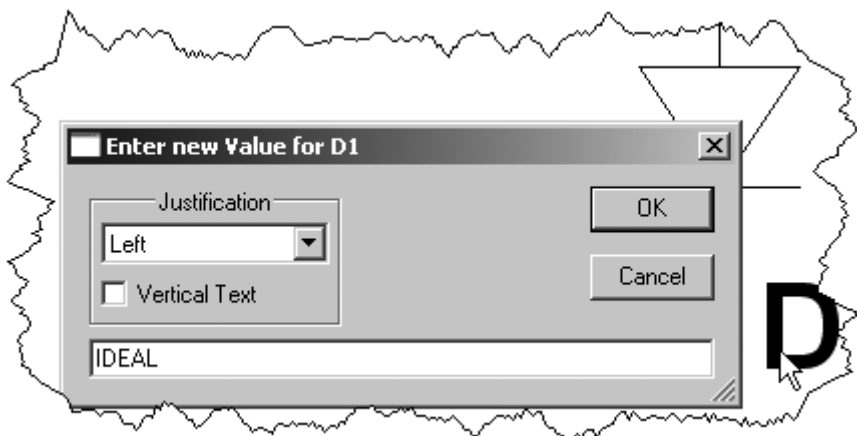 Enter new Value for D1
Justification
Left
Vertical Text
OK
Cancel
IDEAL
D